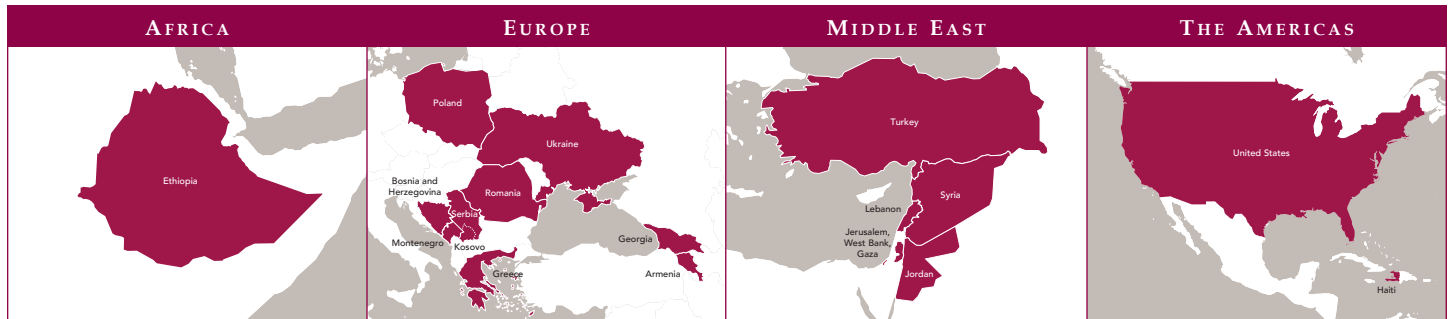 AFRICA
Ethiopia
EUROPE
Poland
Ukraine
Bosnia and
Herzegovina
Romania
Serbia
Montenegro
Kosovo
Georgia
Greece
Armenia
MIDDLE EAST
Turkey
Syria
Lebanon
Jerusalem,
West Bank,
Gaza
Jordan
THE AMERICAS
United States
Haiti